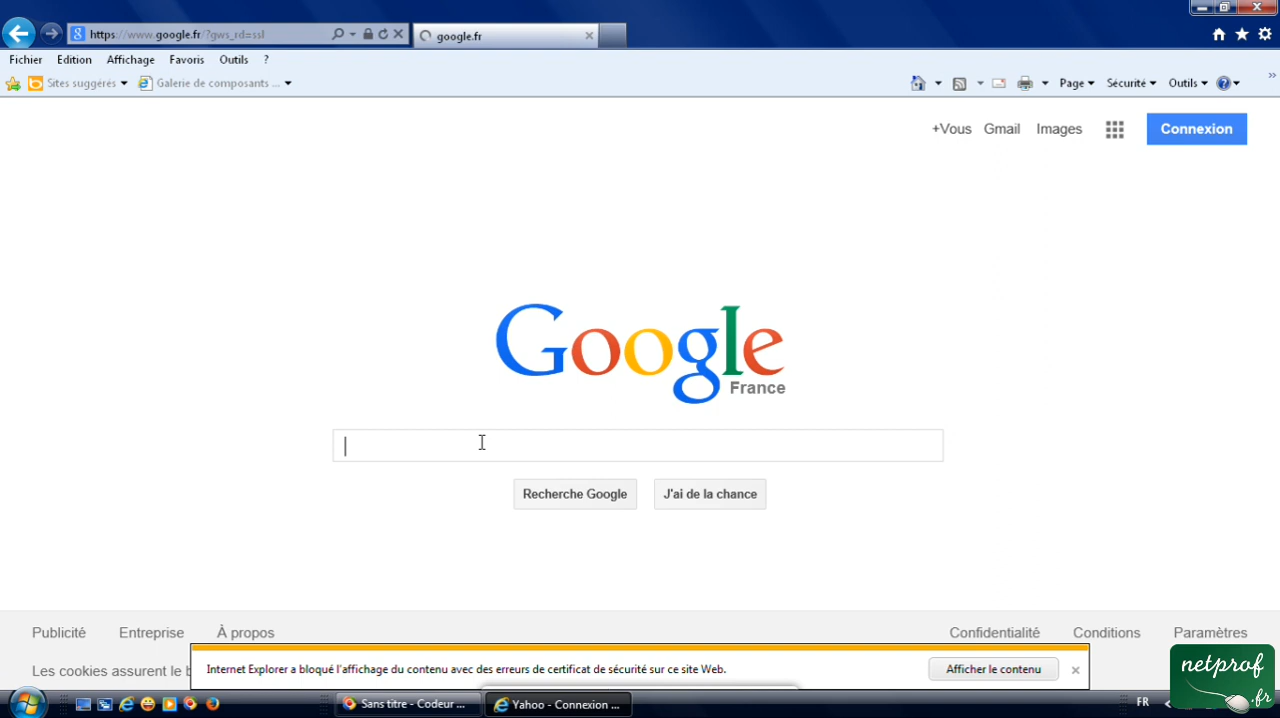 https://www.google.fr/?gws_rd=ssl
google.fr
Fichier Edition Affichage Favoris Outils ?
Sites suggérés Galerie de composants ...
Page Sécurité Outils
+Vous Gmail Images Connexion
Google
France
Recherche Google J'ai de la chance
Publicité Entreprise À propos Confidentialité Conditions Paramètres
Les cookies assurent le b
Internet Explorer a bloqué l'affichage du contenu avec des erreurs de certificat de sécurité sur ce site Web. Afficher le contenu
netprof
.fr
Sans titre - Codeur ... Yahoo - Connexion ... FR